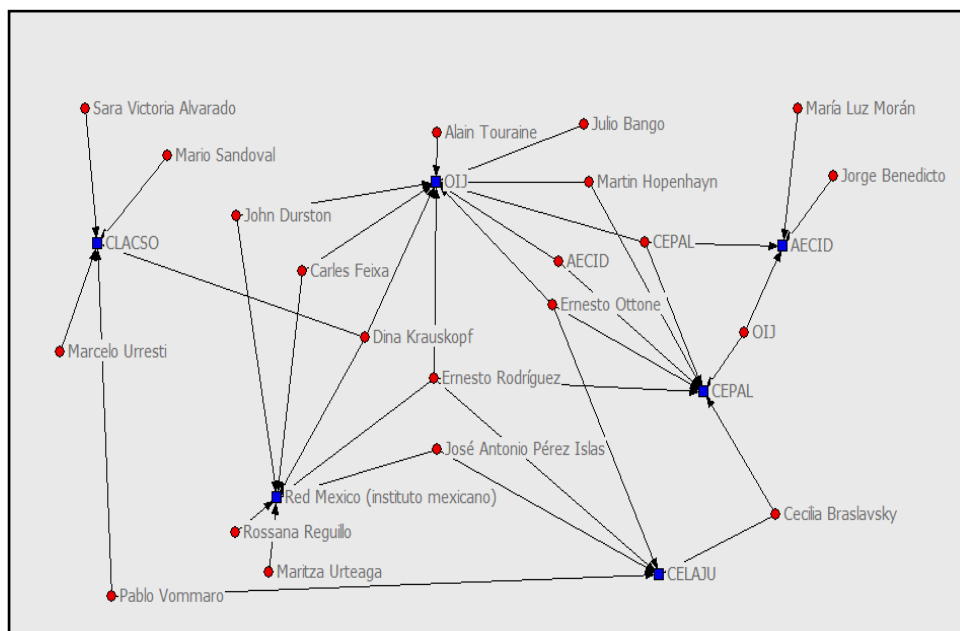 Sara Victoria Alvarado
María Luz Morán
Alain Touraine
Julio Bango
Mario Sandoval
Jorge Benedicto
OIJ
Martin Hopenhayn
John Durston
CLACSO
CEPAL
AECID
AECID
Carles Feixa
Ernesto Ottone
OIJ
Dina Krauskopf
Marcelo Urresti
Ernesto Rodríguez
CEPAL
José Antonio Pérez Islas
Red Mexico (instituto mexicano)
Cecilia Braslavsky
Rossana Reguillo
Maritza Urteaga
CELAJU
Pablo Vommaro